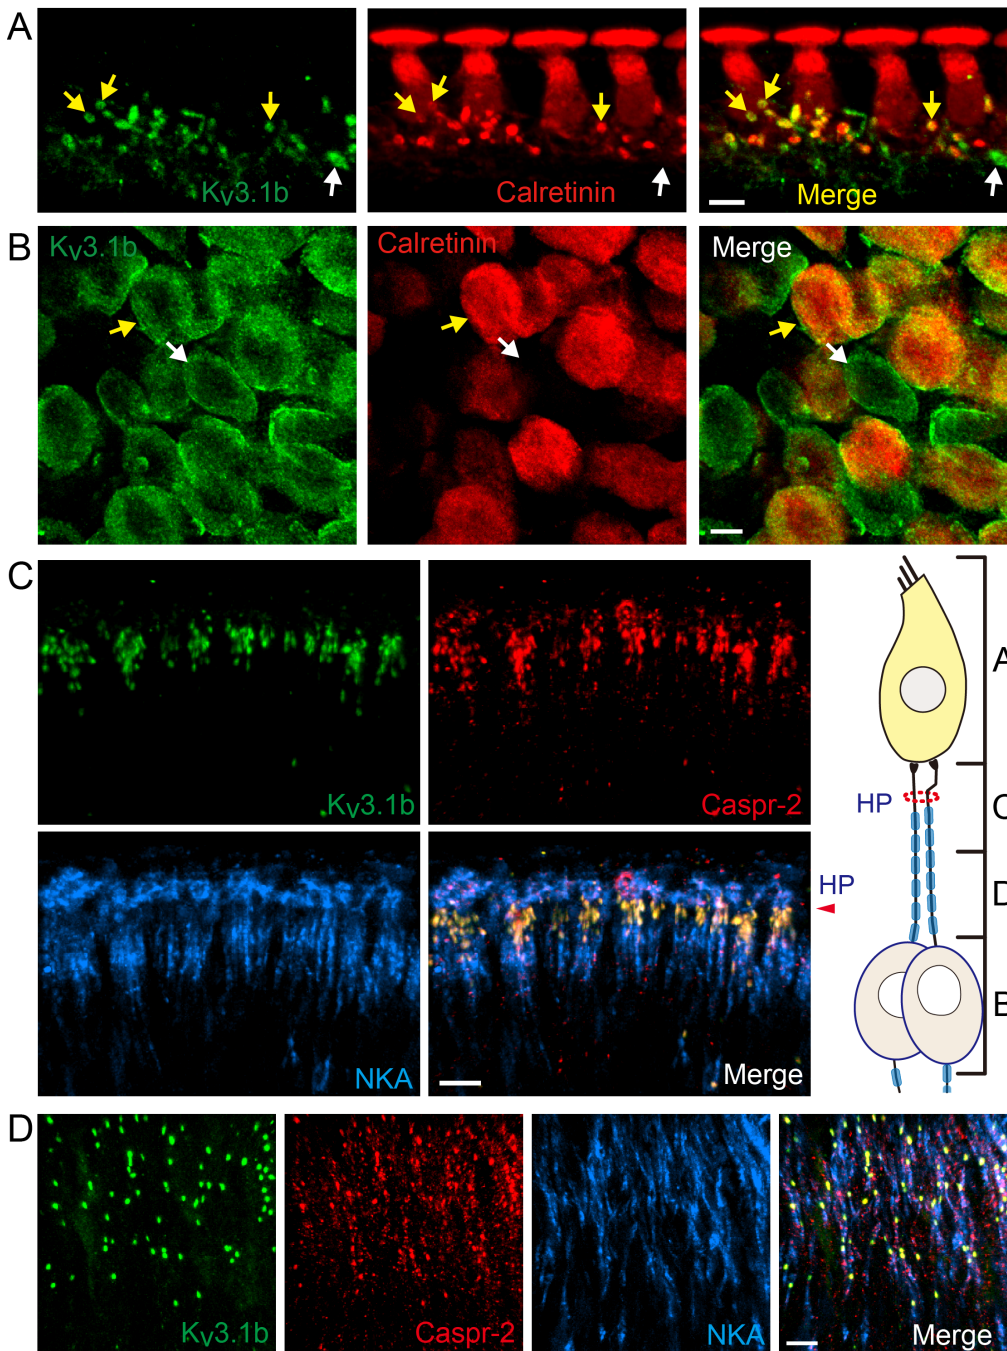 A
Kv3.1b
Calretinin
Merge
B
Kv3.1b
Calretinin
Merge
C
Kv3.1b
Caspr-2
NKA
Merge
HP
HP
A
C
D
B
D
Kv3.1b
Caspr-2
NKA
Merge